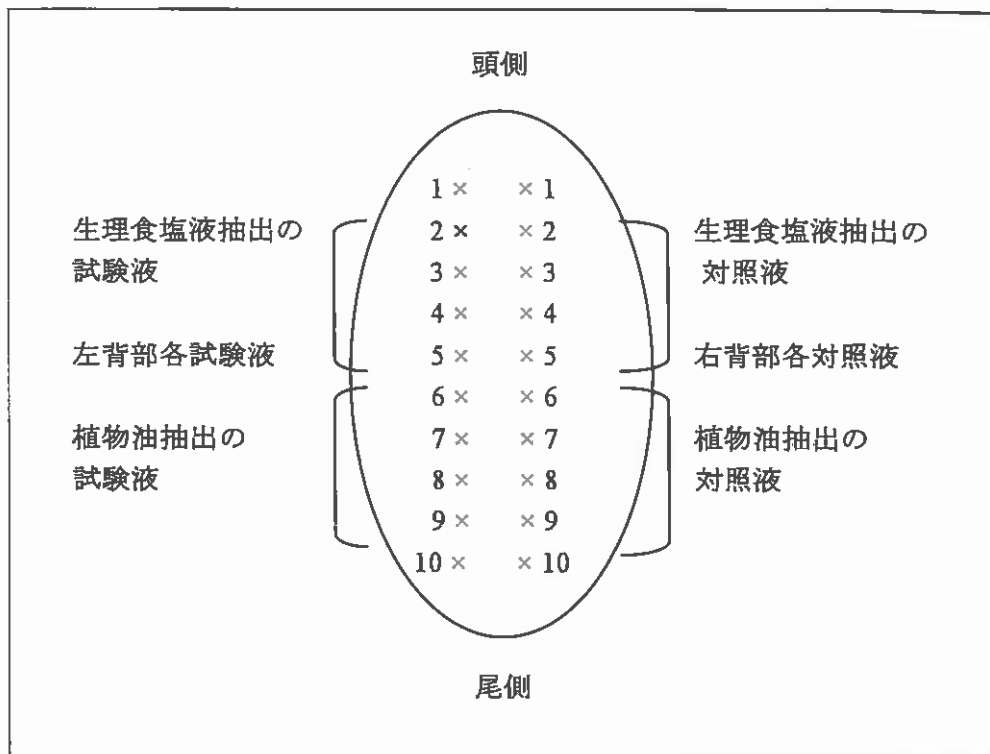 頭側
1 × × 1
生理食塩液抽出の 2 × × 2 生理食塩液抽出の
試験液 3 × × 3 対照液
4 × × 4
左背部各試験液 5 × × 5 右背部各対照液
6 × × 6
植物油抽出の 7 × × 7 植物油抽出の
試験液 8 × × 8 対照液
9 × × 9
10 × × 10
尾側